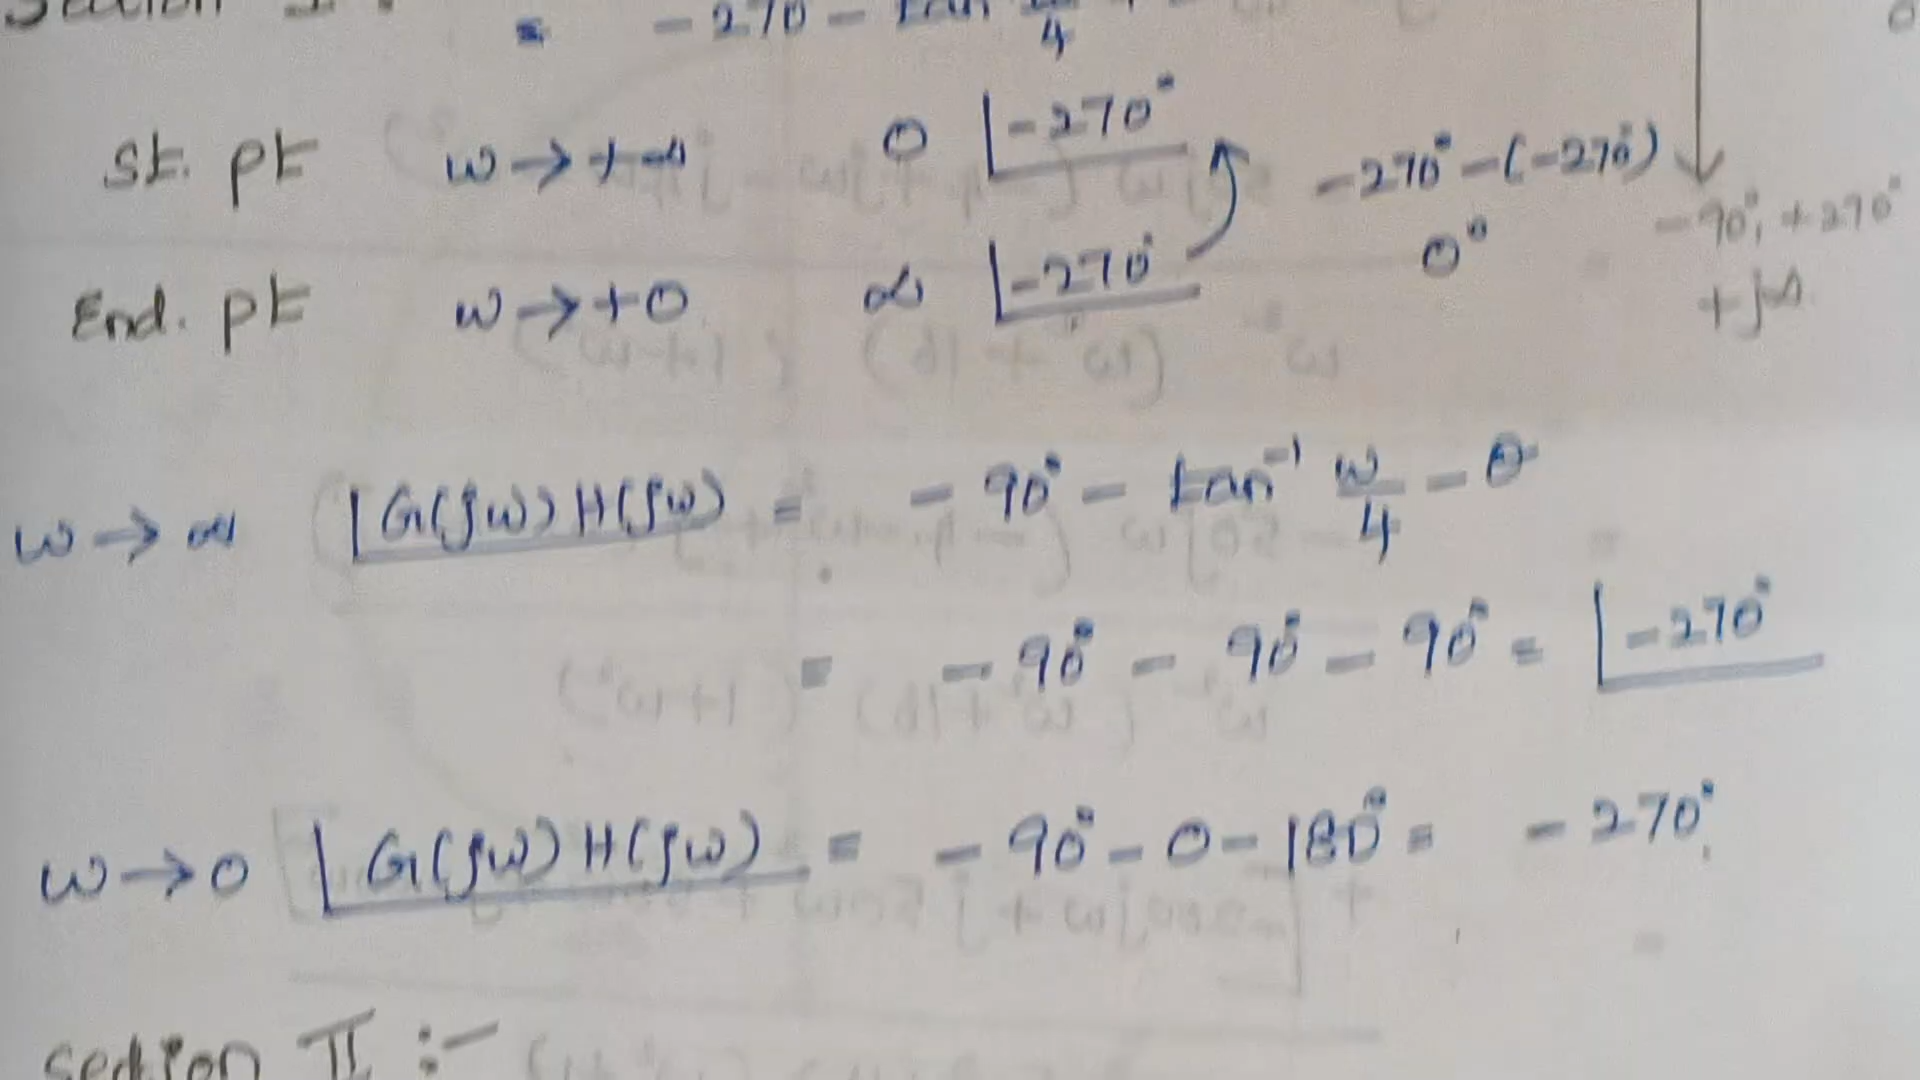 = -270 - tan ω/4
St. pt ω → +∞ 0 ∠-270° -270° - (-270°)
0° -90°, +270°
End. pt ω → +0 ∞ ∠-270° +j∞
ω → ∞ ∠G(jω) H(jω) = -90° - tan⁻¹ ω/4 - θ
= -90° - 90° - 90° = ∠-270°
ω → 0 ∠G(jω) H(jω) = -90° - 0 - 180° = -270°
section II :-